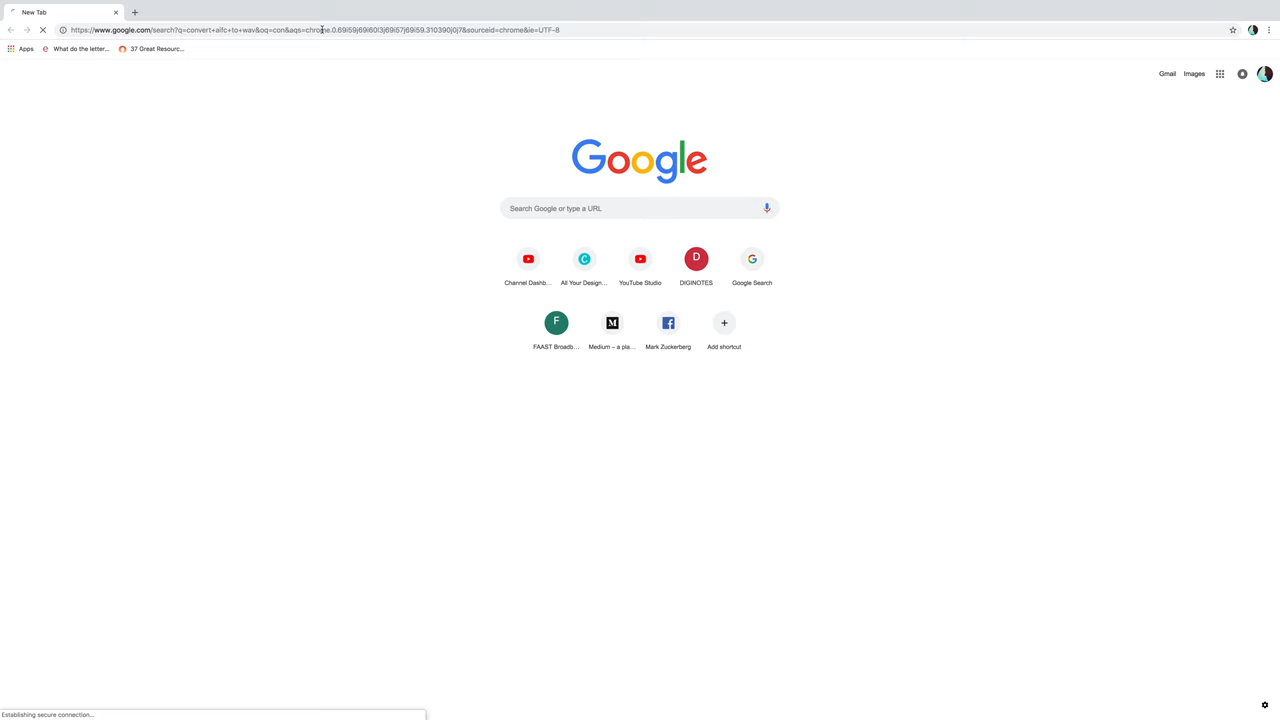 New Tab
https://www.google.com/search?q=convert+aifc+to+wav&oq=con&aqs=chrome.0.69i59j69i60l3j69i57j69i59.310390j0j7&sourceid=chrome&ie=UTF-8
Apps What do the letter... 37 Great Resourc...
Gmail Images
Google
Search Google or type a URL
D
Channel Dashb... All Your Design... YouTube Studio DIGINOTES Google Search
F M
FAAST Broadb... Medium – a pla... Mark Zuckerberg Add shortcut
Establishing secure connection...